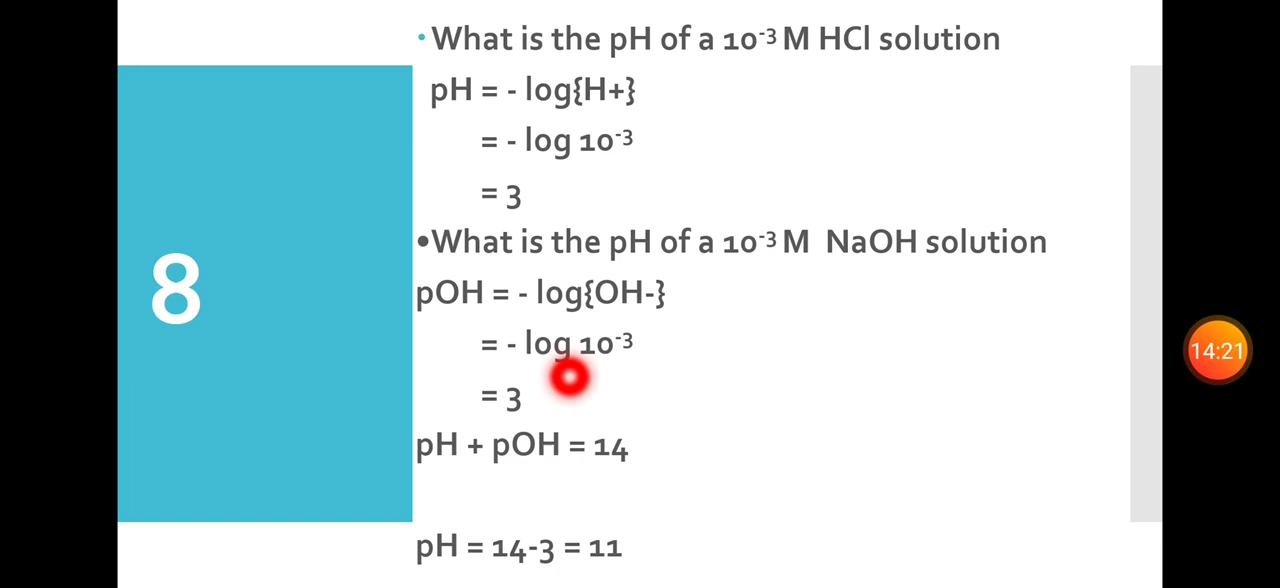 • What is the pH of a 10-3 M HCl solution
pH = - log{H+}
= - log 10-3
= 3
•What is the pH of a 10-3 M NaOH solution
pOH = - log{OH-}
= - log 10-3
= 3
pH + pOH = 14
pH = 14-3 = 11
8
14:21